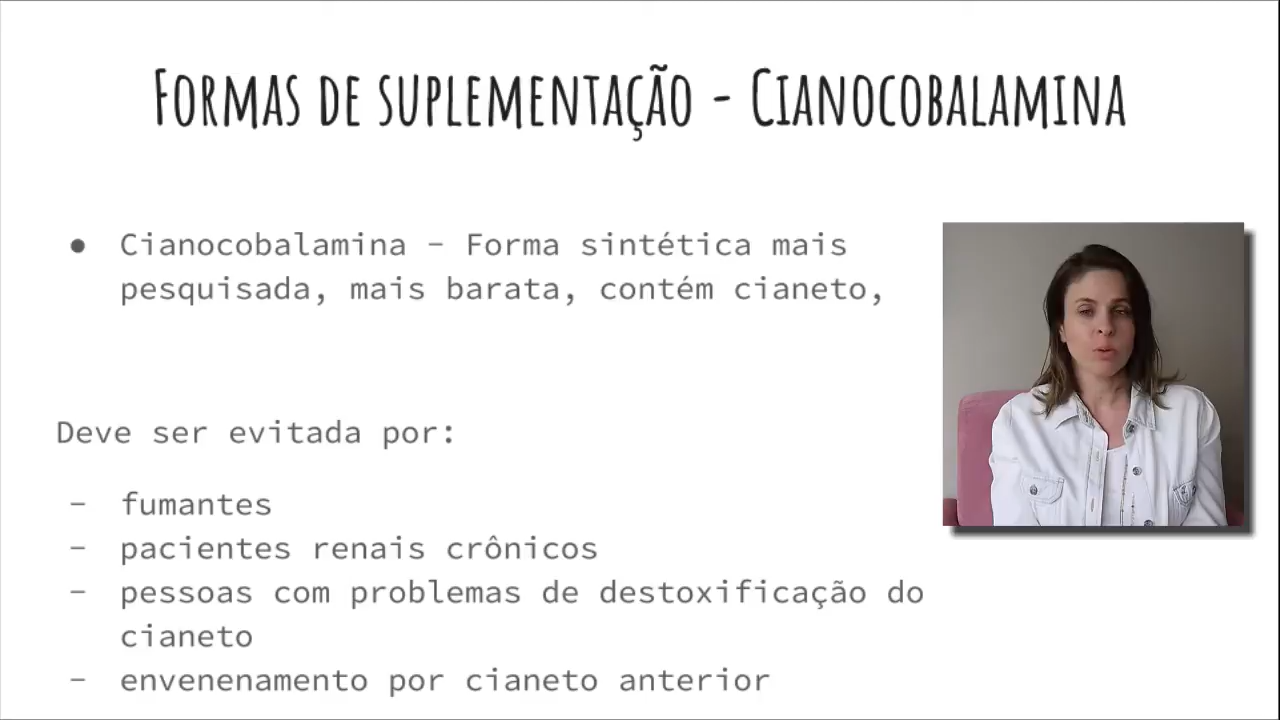 Formas de suplementação - Cianocobalamina
● Cianocobalamina - Forma sintética mais
pesquisada, mais barata, contém cianeto,
Deve ser evitada por:
- fumantes
- pacientes renais crônicos
- pessoas com problemas de destoxificação do
cianeto
- envenenamento por cianeto anterior